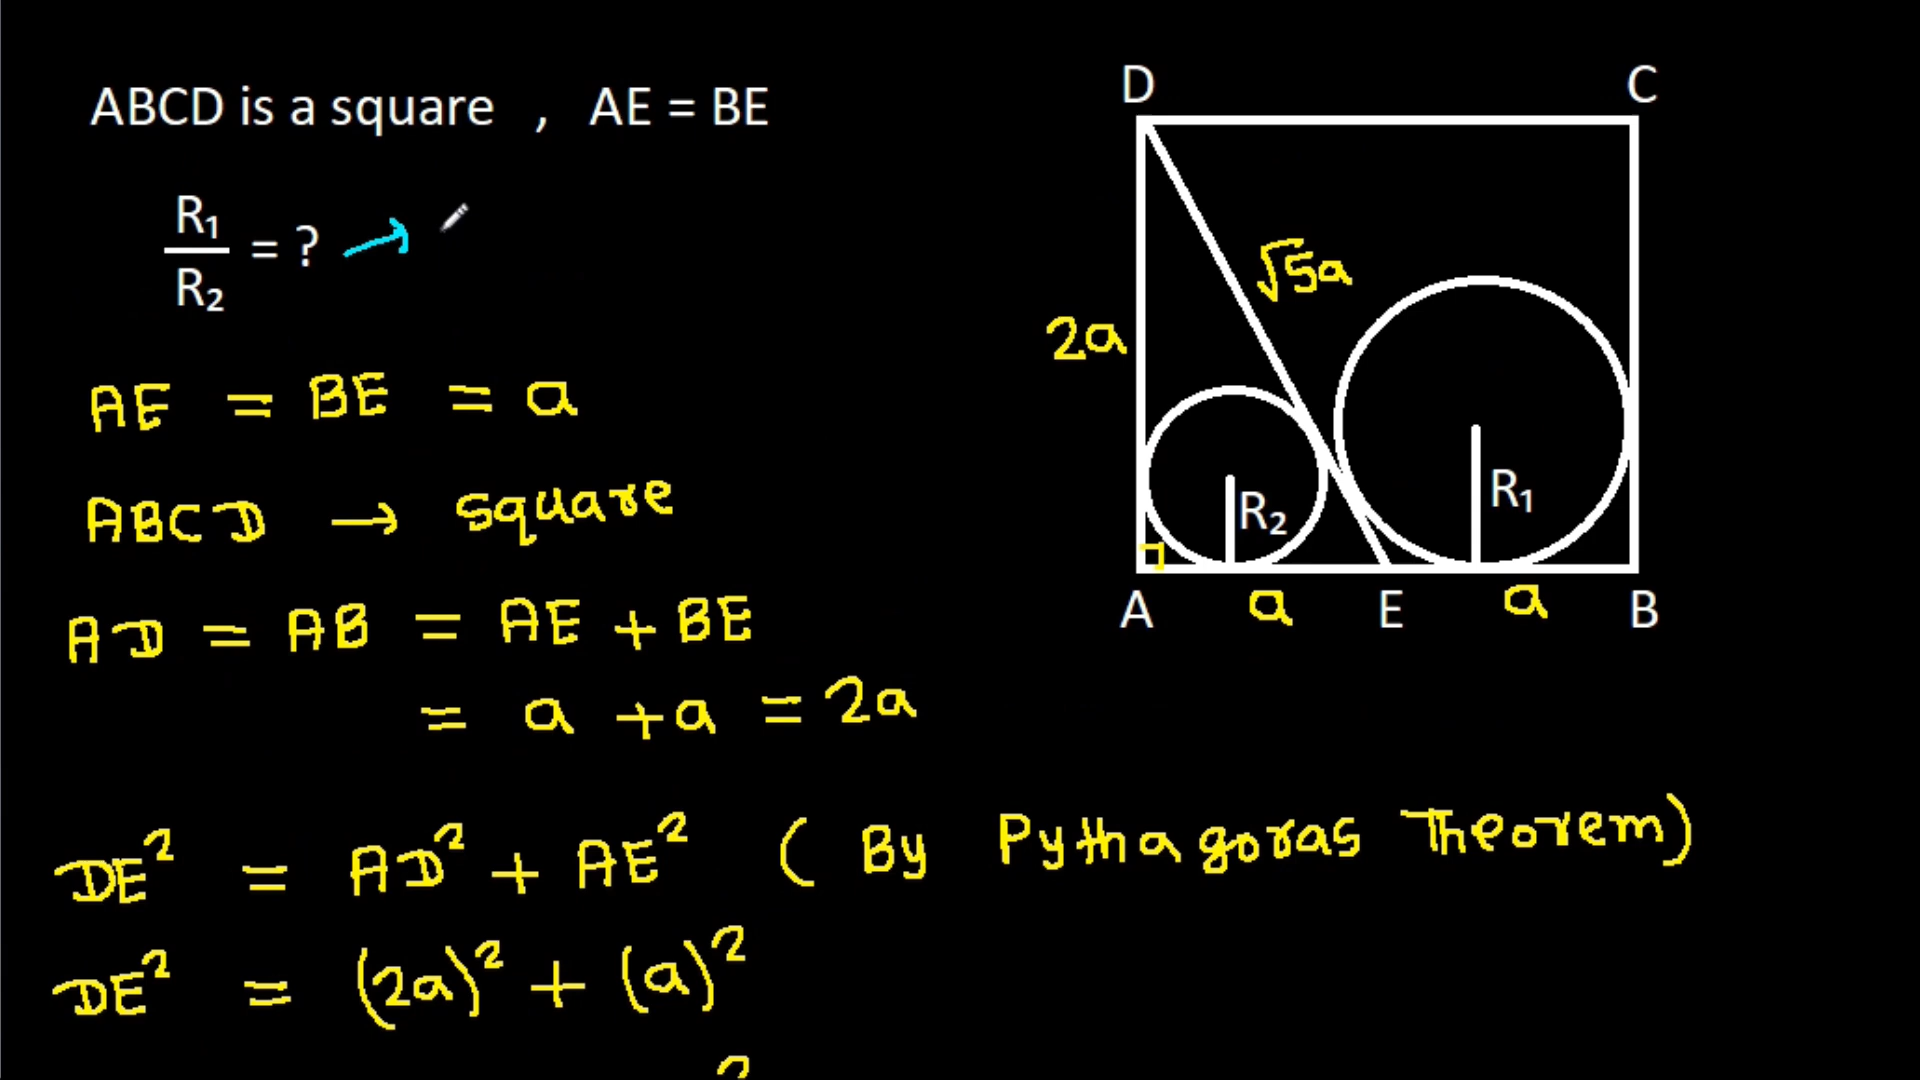 ABCD is a square , AE = BE
R₁
— = ? →
R₂
AE = BE = a
ABCD → square
AD = AB = AE + BE
= a + a = 2a
DE² = AD² + AE² ( By Pythagoras Theorem)
DE² = (2a)² + (a)²
2
D C
√5a
2a
R₂ R₁
A a E a B